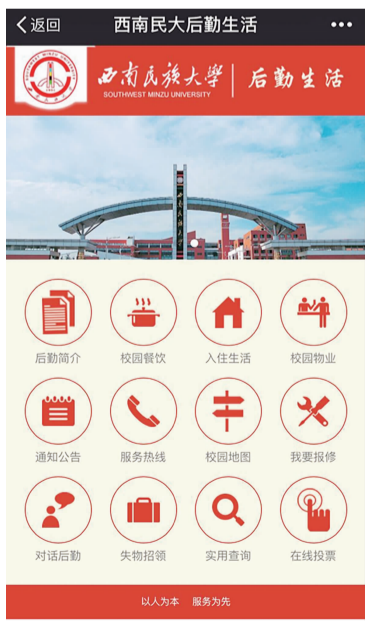 返回 西南民大后勤生活
西南民族大學 后勤生活
SOUTHWEST MINZU UNIVERSITY
后勤简介 校园餐饮 入住生活 校园物业
通知公告 服务热线 校园地图 我要报修
对话后勤 失物招领 实用查询 在线投票
以人为本 服务为先